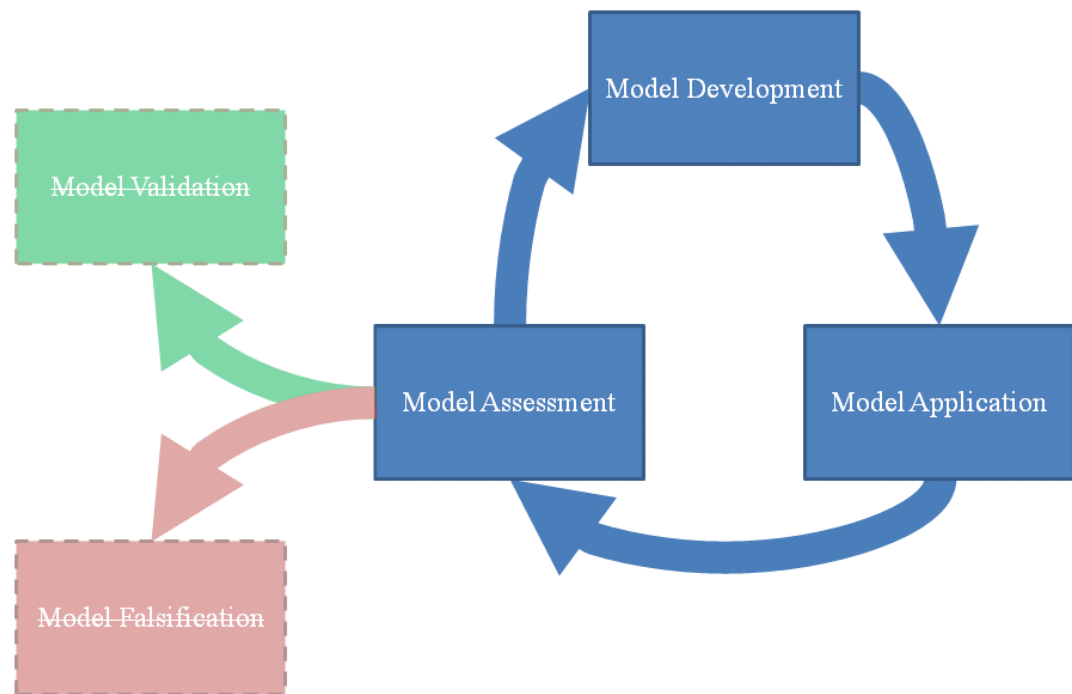 Model Development
Model Validation
Model Assessment
Model Application
Model Falsification